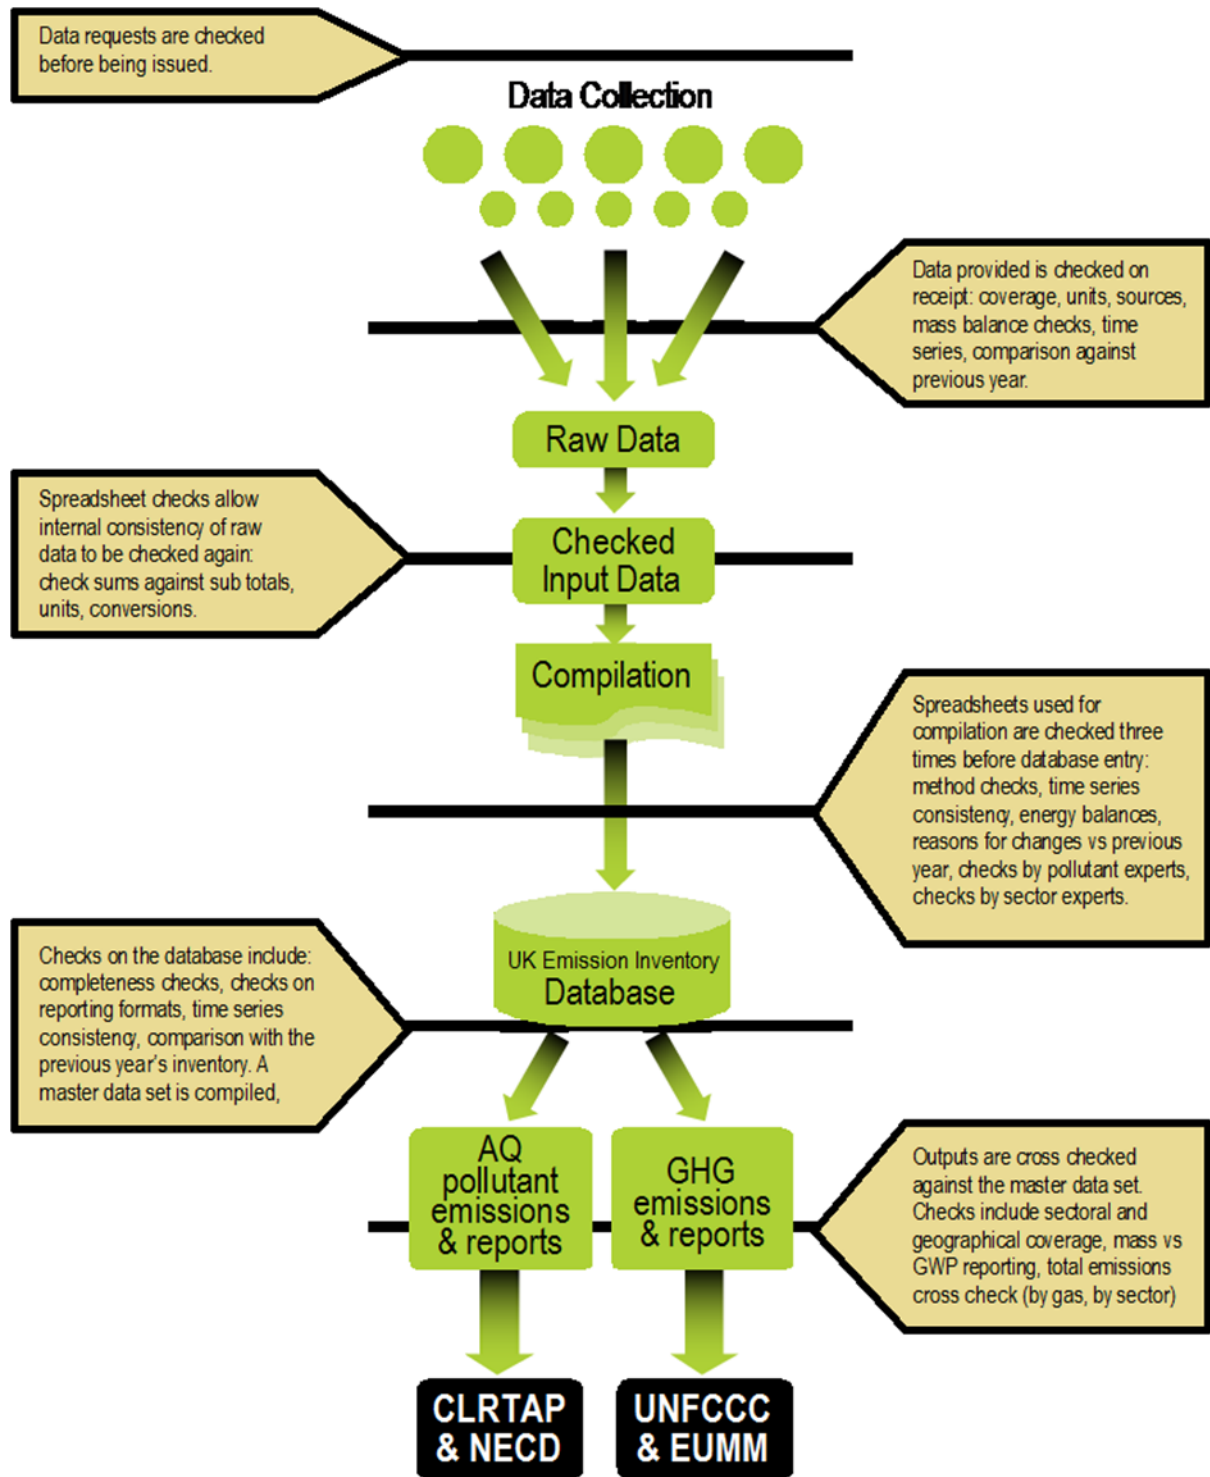 Data requests are checked
before being issued.
Data Collection
Data provided is checked on
receipt: coverage, units, sources,
mass balance checks, time
series, comparison against
previous year.
Raw Data
Spreadsheet checks allow
internal consistency of raw
data to be checked again:
check sums against sub totals,
units, conversions.
Checked
Input Data
Compilation
Spreadsheets used for
compilation are checked three
times before database entry:
method checks, time series
consistency, energy balances,
reasons for changes vs previous
year, checks by pollutant experts,
checks by sector experts.
UK Emission Inventory
Database
Checks on the database include:
completeness checks, checks on
reporting formats, time series
consistency, comparison with the
previous year's inventory. A
master data set is compiled,
AQ
pollutant
emissions
& reports
GHG
emissions
& reports
Outputs are cross checked
against the master data set.
Checks include sectoral and
geographical coverage, mass vs
GWP reporting, total emissions
cross check (by gas, by sector)
CLRTAP
& NECD
UNFCCC
& EUMM